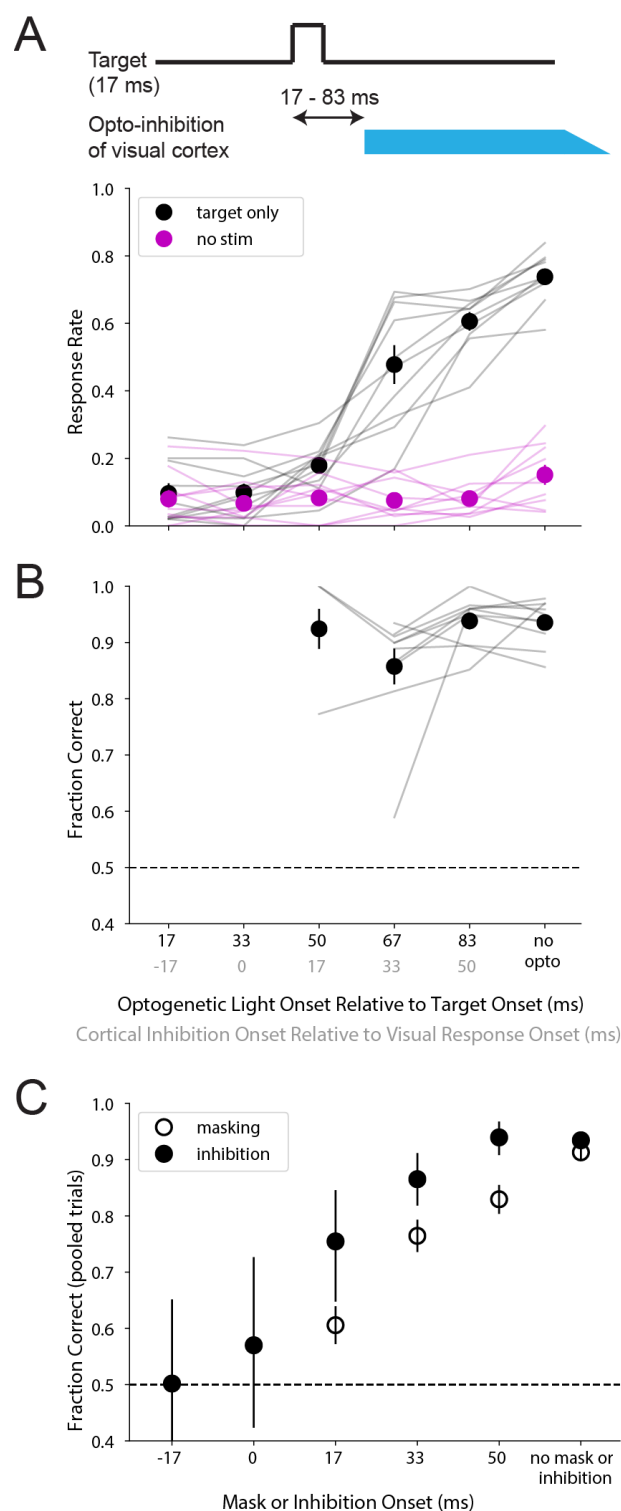 A
Target
(17 ms)
17 - 83 ms
Opto-inhibition
of visual cortex
1.0
target only
no stim
0.8
0.6
0.4
0.2
0.0
Response Rate
B
1.0
0.9
0.8
0.7
0.6
0.5
0.4
Fraction Correct
17 33 50 67 83 no
opto
-17 0 17 33 50
Optogenetic Light Onset Relative to Target Onset (ms)
Cortical Inhibition Onset Relative to Visual Response Onset (ms)
C
1.0
masking
inhibition
0.9
0.8
0.7
0.6
0.5
0.4
Fraction Correct (pooled trials)
-17 0 17 33 50 no mask or
inhibition
Mask or Inhibition Onset (ms)